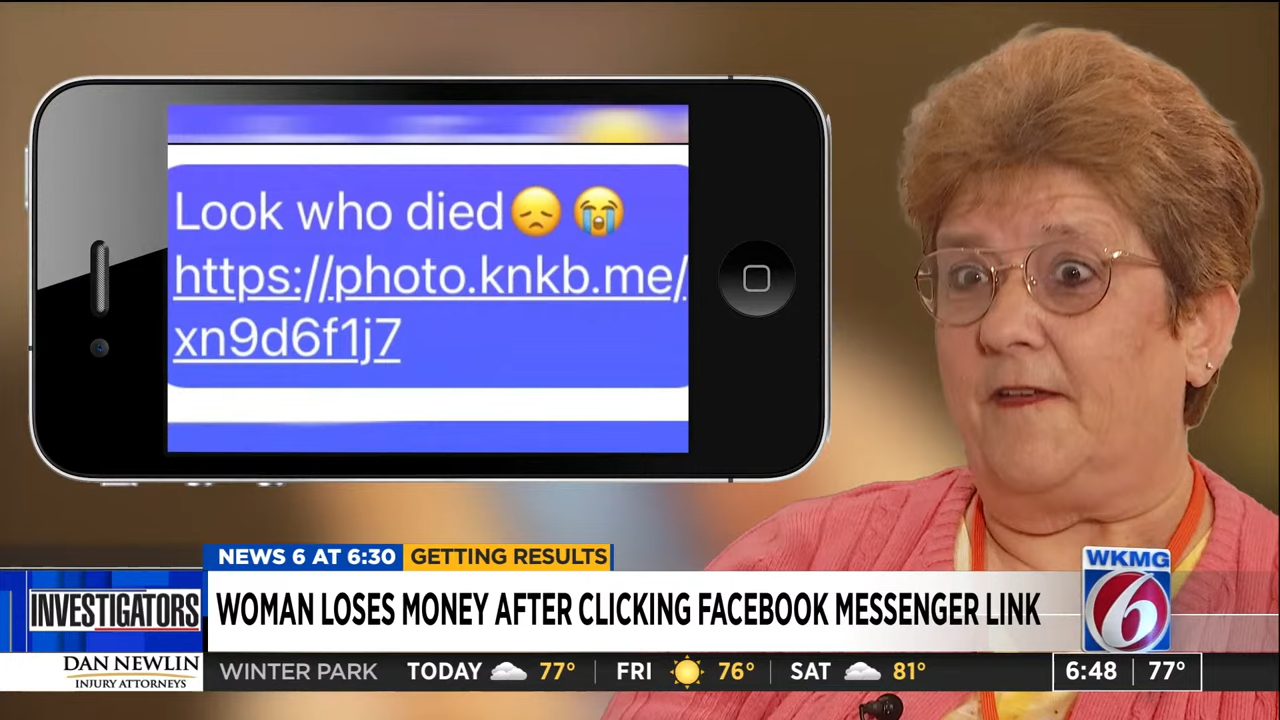 Look who died😞😭
https://photo.knkb.me/
xn9d6f1j7
NEWS 6 AT 6:30 GETTING RESULTS
INVESTIGATORS
WOMAN LOSES MONEY AFTER CLICKING FACEBOOK MESSENGER LINK
WKMG
6
DAN NEWLIN
INJURY ATTORNEYS
WINTER PARK TODAY 77° FRI 76° SAT 81° 6:48 77°